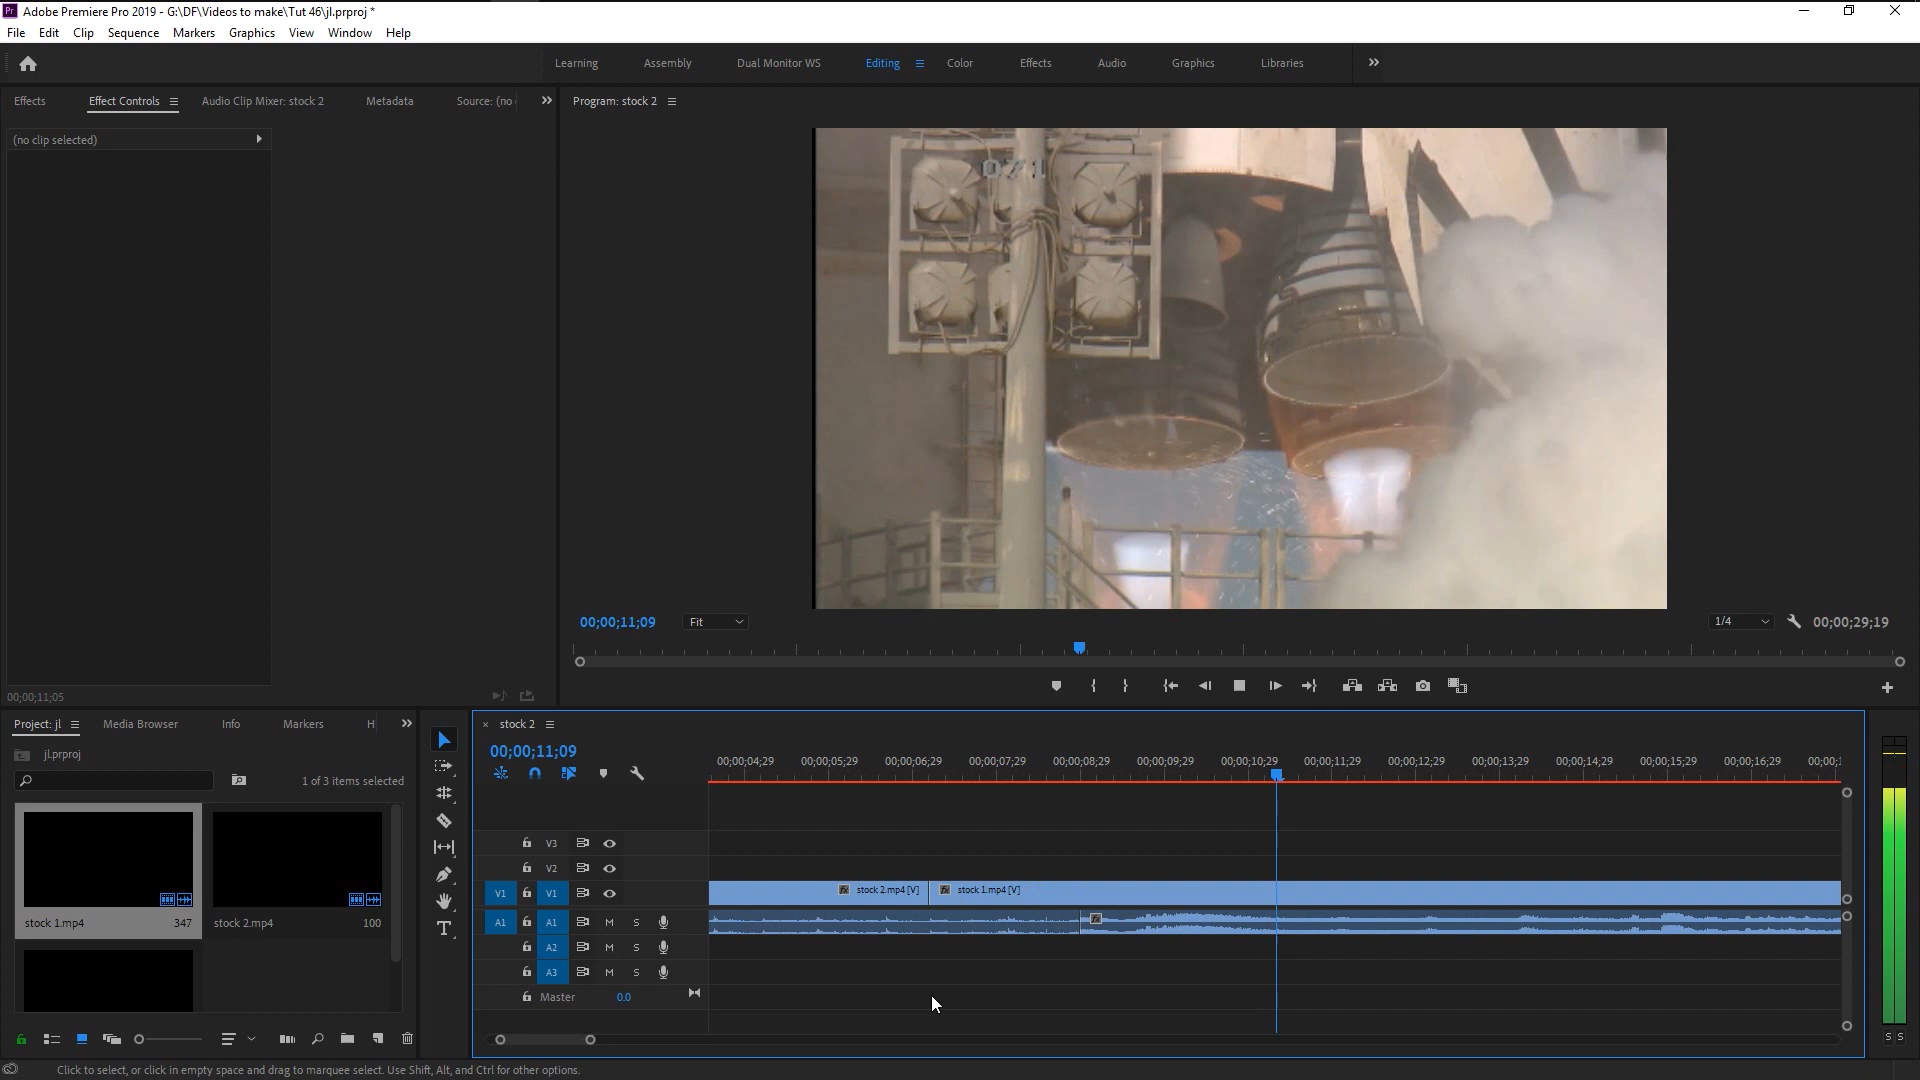 Adobe Premiere Pro 2019 - G:\DF\Videos to make\Tut 46\jl.prproj *
File Edit Clip Sequence Markers Graphics View Window Help
Learning Assembly Dual Monitor WS Editing Color Effects Audio Graphics Libraries
Effects Effect Controls Audio Clip Mixer: stock 2 Metadata Source: (no
Program: stock 2
(no clip selected)
071
00;00;11;09 Fit 1/4 00;00;29;19
00;00;11;05
Project: jl Media Browser Info Markers H
jl.prproj
1 of 3 items selected
stock 1.mp4 347
stock 2.mp4 100
stock 2
00;00;11;09
00;00;04;29 00;00;05;29 00;00;06;29 00;00;07;29 00;00;08;29 00;00;09;29 00;00;10;29 00;00;11;29 00;00;12;29 00;00;13;29 00;00;14;29 00;00;15;29 00;00;16;29 00;00;1
V3
V2
V1 V1 fx stock 2.mp4 [V] fx stock 1.mp4 [V]
A1 A1 M S fx
A2 M S
A3 M S
Master 0.0
S S
Click to select, or click in empty space and drag to marquee select. Use Shift, Alt, and Ctrl for other options.